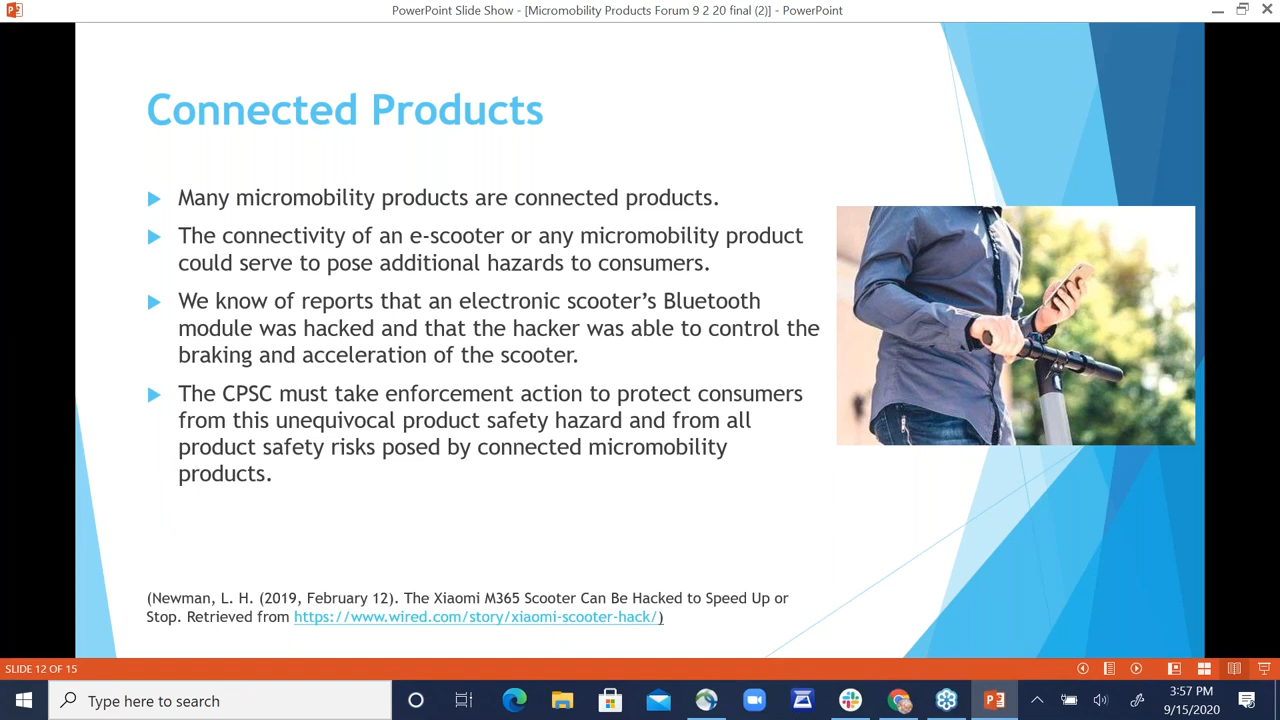 PowerPoint Slide Show - [Micromobility Products Forum 9 2 20 final (2)] - PowerPoint
Connected Products
Many micromobility products are connected products.
The connectivity of an e-scooter or any micromobility product
could serve to pose additional hazards to consumers.
We know of reports that an electronic scooter’s Bluetooth
module was hacked and that the hacker was able to control the
braking and acceleration of the scooter.
The CPSC must take enforcement action to protect consumers
from this unequivocal product safety hazard and from all
product safety risks posed by connected micromobility
products.
(Newman, L. H. (2019, February 12). The Xiaomi M365 Scooter Can Be Hacked to Speed Up or
Stop. Retrieved from https://www.wired.com/story/xiaomi-scooter-hack/)
SLIDE 12 OF 15
Type here to search
3:57 PM
9/15/2020